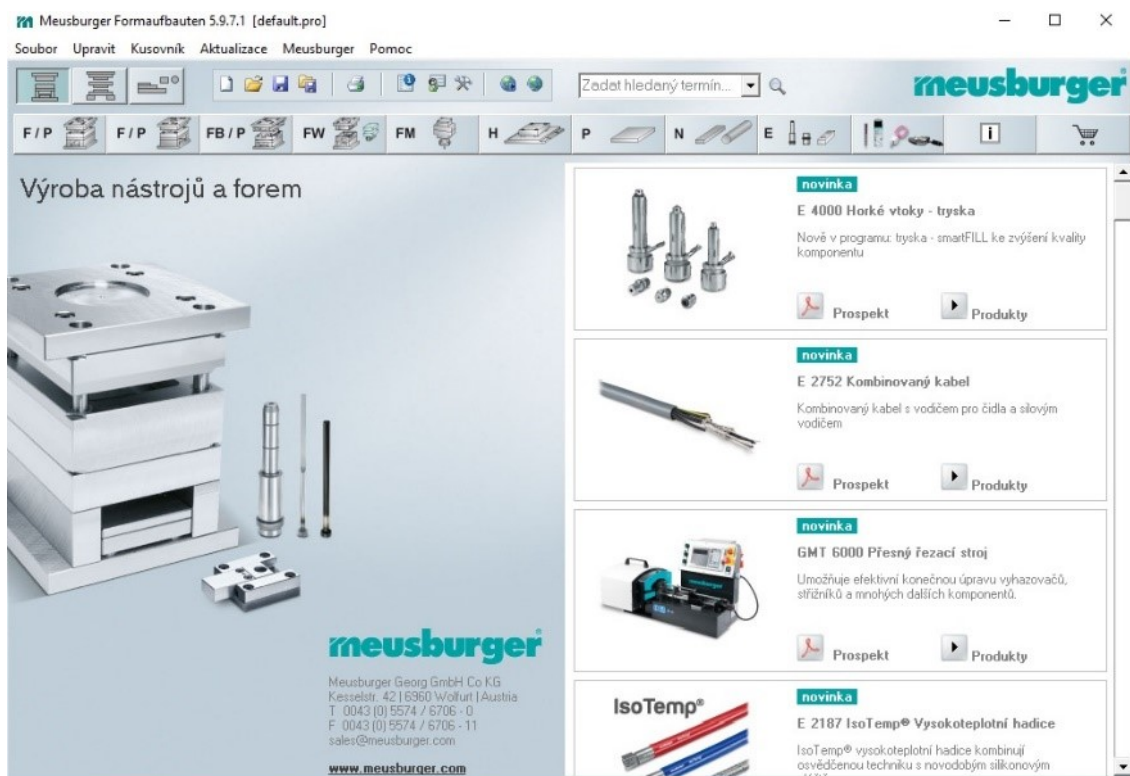 Meusburger Formaufbauten 5.9.7.1 [default.pro]
Soubor Upravit Kusovník Aktualizace Meusburger Pomoc
Zadat hledaný termín...
meusburger
F / P F / P FB / P FW FM H P N E i
Výroba nástrojů a forem
novinka
E 4000 Horké vtoky - tryska
Nově v programu: tryska - smartFILL ke zvýšení kvality
komponentu
Prospekt Produkty
novinka
E 2752 Kombinovaný kabel
Kombinovaný kabel s vodičem pro čidla a silovým
vodičem
Prospekt Produkty
novinka
GMT 6000 Přesný řezací stroj
Umožňuje efektivní konečnou úpravu vyhazovačů,
střižníků a mnohých dalších komponentů.
Prospekt Produkty
meusburger
Meusburger Georg GmbH Co KG
Kesselstr. 42 | 6960 Wolfurt | Austria
T 0043 (0) 5574 / 6706 - 0
F 0043 (0) 5574 / 6706 - 11
sales@meusburger.com
www.meusburger.com
IsoTemp®
novinka
E 2187 IsoTemp® Vysokoteplotní hadice
IsoTemp® vysokoteplotní hadice kombinují
osvědčenou techniku s novodobým silikonovým